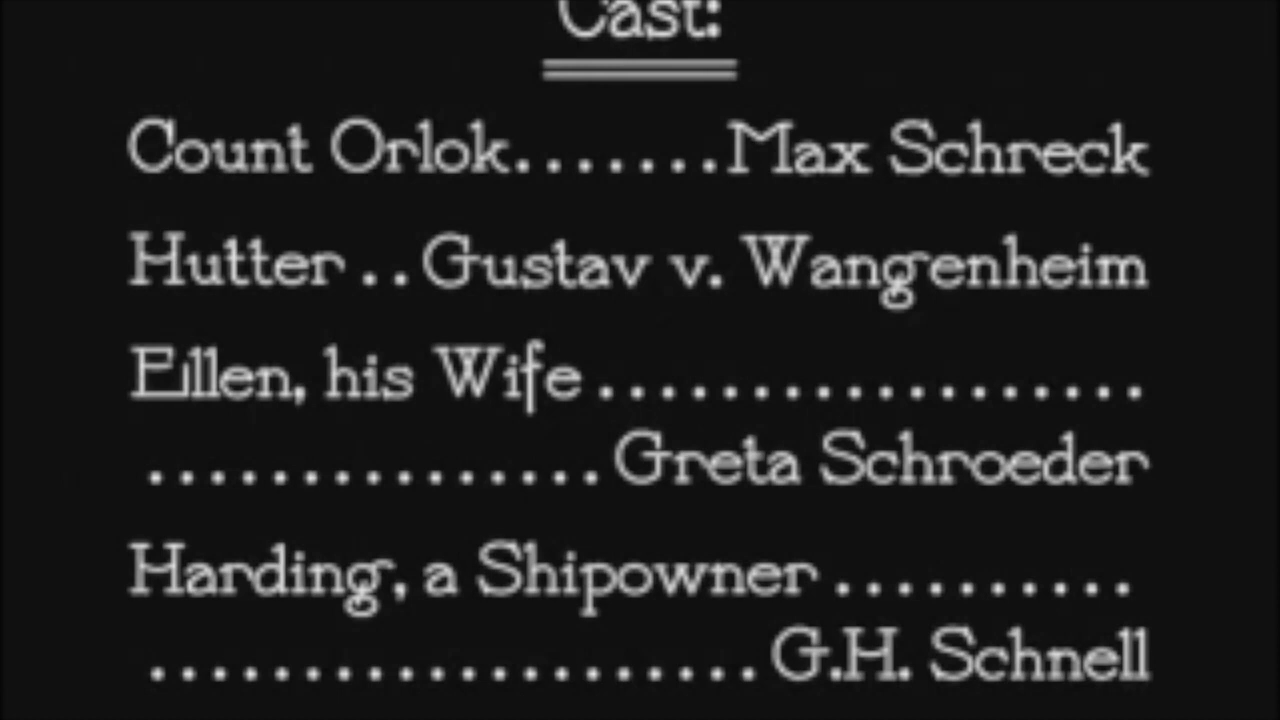 Cast:
Count Orlok.......Max Schreck
Hutter ..Gustav v. Wangenheim
Ellen, his Wife ..................
...............Greta Schroeder
Harding, a Shipowner ..........
....................G.H. Schnell